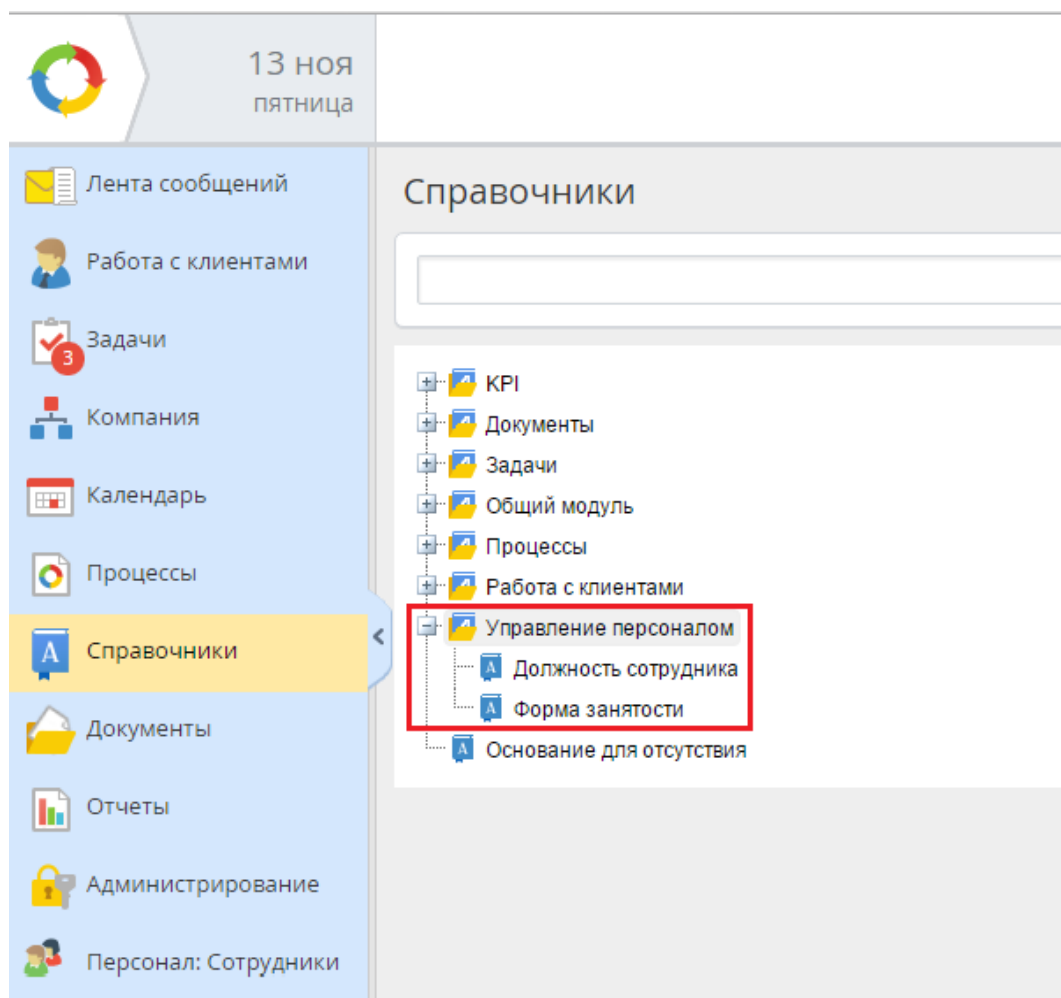 13 ноя
пятница
Лента сообщений
Работа с клиентами
3
Задачи
Компания
Календарь
Процессы
Справочники
Документы
Отчеты
Администрирование
Персонал: Сотрудники
Справочники
KPI
Документы
Задачи
Общий модуль
Процессы
Работа с клиентами
Управление персоналом
Должность сотрудника
Форма занятости
Основание для отсутствия